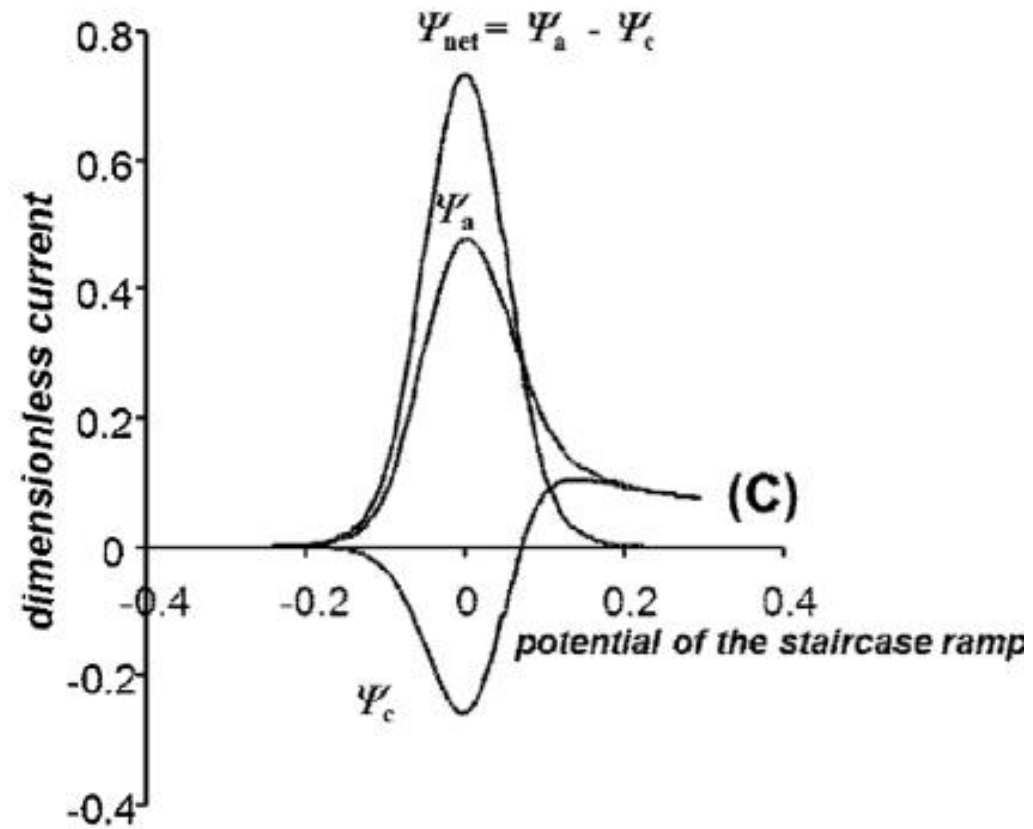 Ψnet = Ψa - Ψc
0.8
0.6
Ψa
0.4
0.2
(C)
0
-0.4 -0.2 0 0.2 0.4
potential of the staircase ramp
-0.2
Ψc
-0.4
dimensionless current